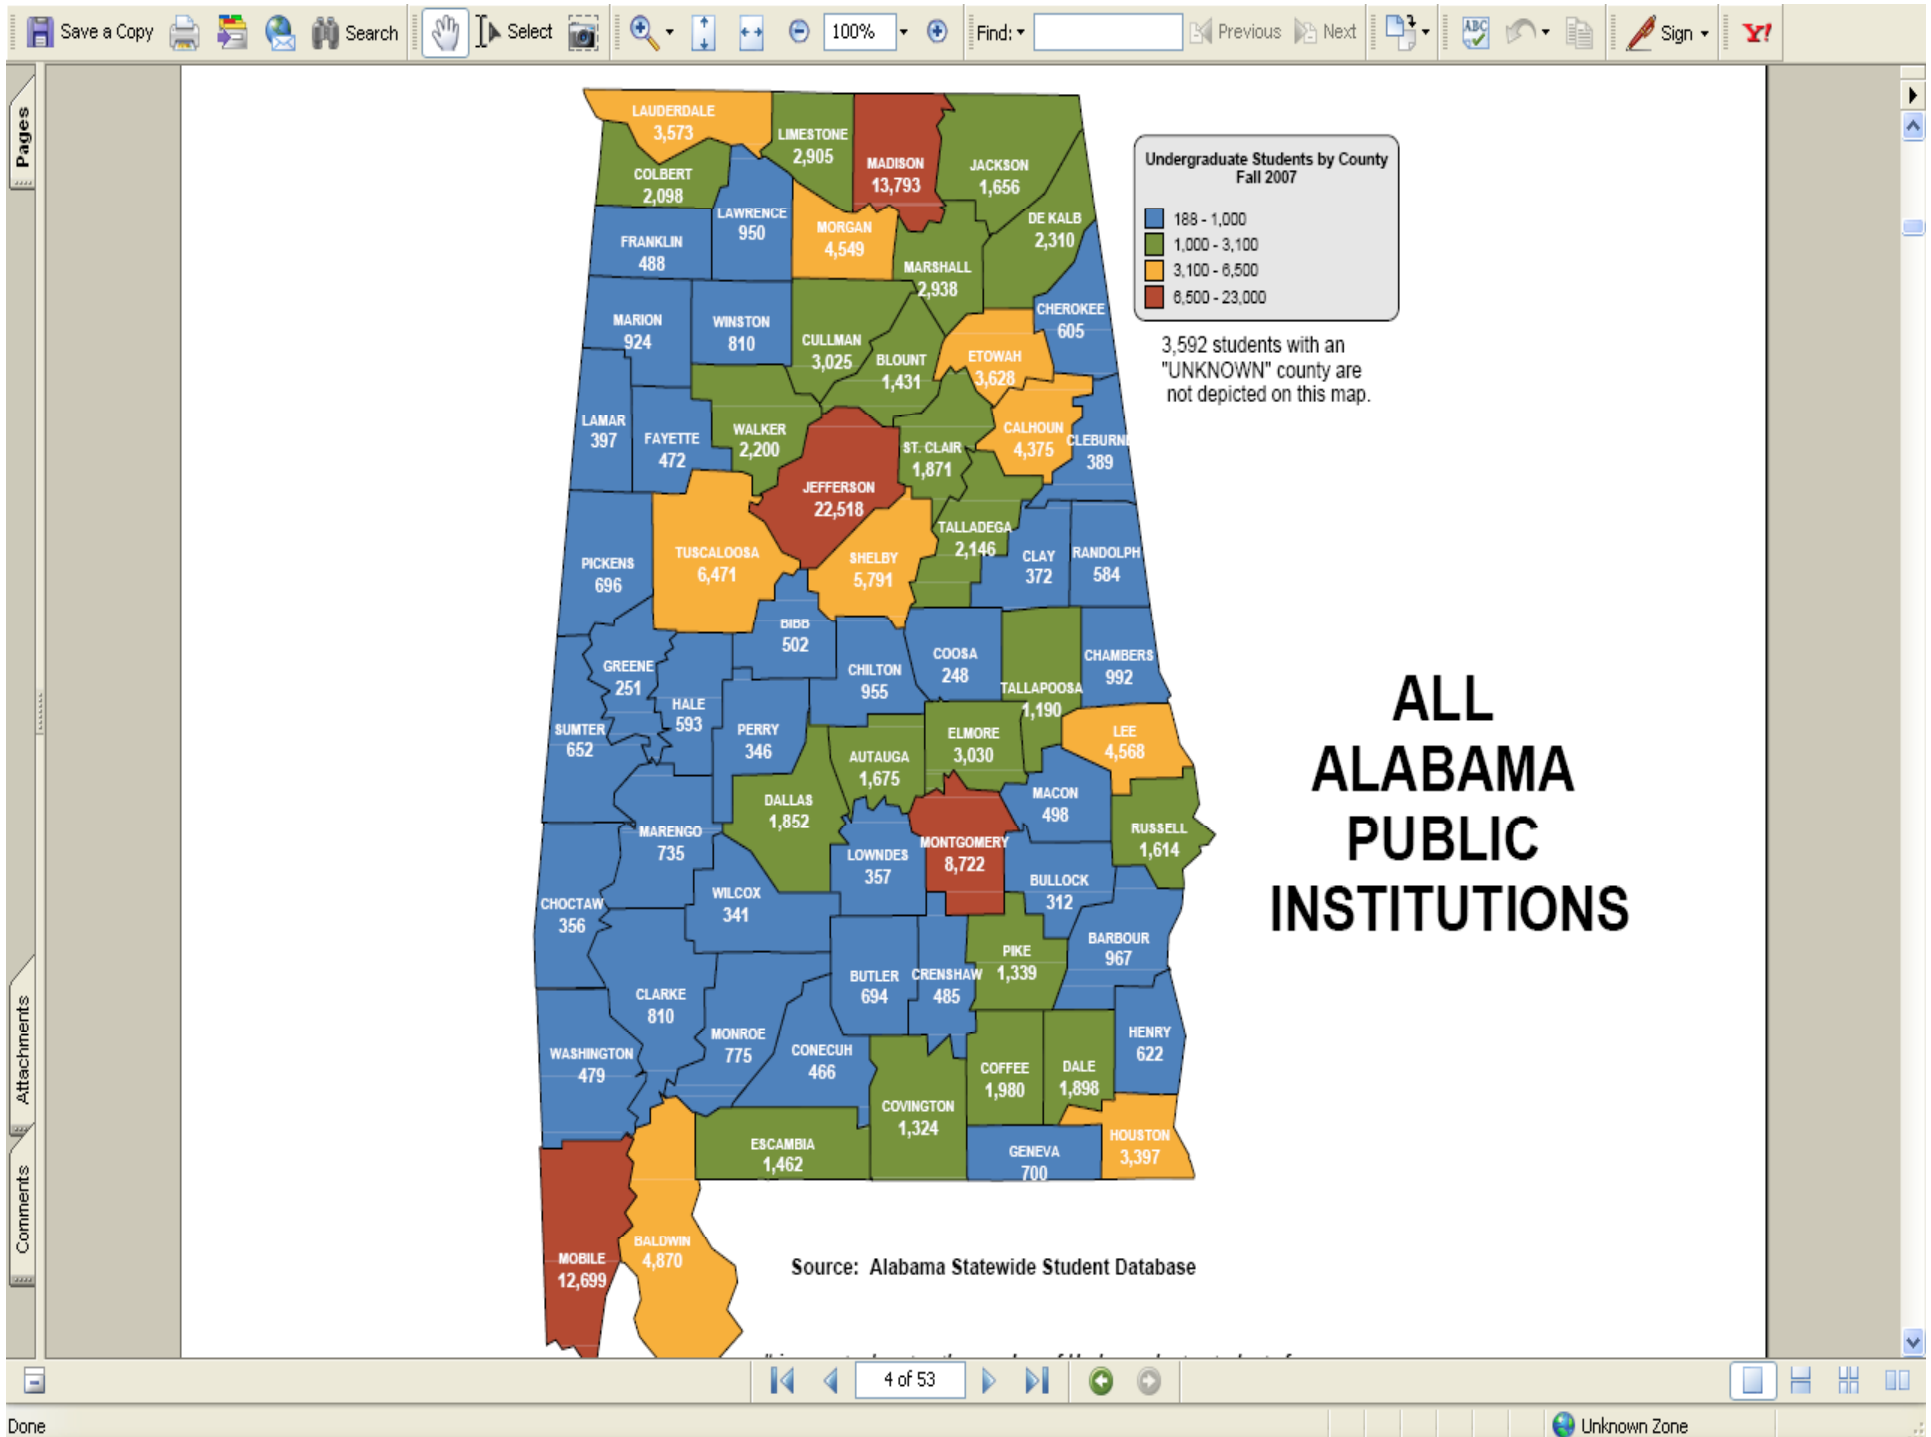 Save a Copy
Search
Select
100%
Find:
Previous
Next
Sign
Y!
Pages
Attachments
Comments
LAUDERDALE
3,573
LIMESTONE
2,905
MADISON
13,793
JACKSON
1,656
COLBERT
2,098
LAWRENCE
950
MORGAN
4,549
DE KALB
2,310
FRANKLIN
488
MARSHALL
2,938
CHEROKEE
605
MARION
924
WINSTON
810
CULLMAN
3,025
BLOUNT
1,431
ETOWAH
3,628
LAMAR
397
FAYETTE
472
WALKER
2,200
ST. CLAIR
1,871
CALHOUN
4,375
CLEBURNE
389
JEFFERSON
22,518
PICKENS
696
TUSCALOOSA
6,471
SHELBY
5,791
TALLADEGA
2,146
CLAY
372
RANDOLPH
584
BIBB
502
GREENE
251
CHILTON
955
COOSA
248
TALLAPOOSA
1,190
CHAMBERS
992
HALE
593
SUMTER
652
PERRY
346
AUTAUGA
1,675
ELMORE
3,030
LEE
4,568
DALLAS
1,852
MACON
498
MARENGO
735
LOWNDES
357
MONTGOMERY
8,722
RUSSELL
1,614
BULLOCK
312
CHOCTAW
356
WILCOX
341
BARBOUR
967
PIKE
1,339
CLARKE
810
BUTLER
694
CRENSHAW
485
MONROE
775
CONECUH
466
HENRY
622
WASHINGTON
479
COFFEE
1,980
DALE
1,898
COVINGTON
1,324
ESCAMBIA
1,462
GENEVA
700
HOUSTON
3,397
MOBILE
12,699
BALDWIN
4,870
Undergraduate Students by County
Fall 2007
188 - 1,000
1,000 - 3,100
3,100 - 6,500
6,500 - 23,000
3,592 students with an
"UNKNOWN" county are
not depicted on this map.
ALL
ALABAMA
PUBLIC
INSTITUTIONS
Source: Alabama Statewide Student Database
4 of 53
Done
Unknown Zone